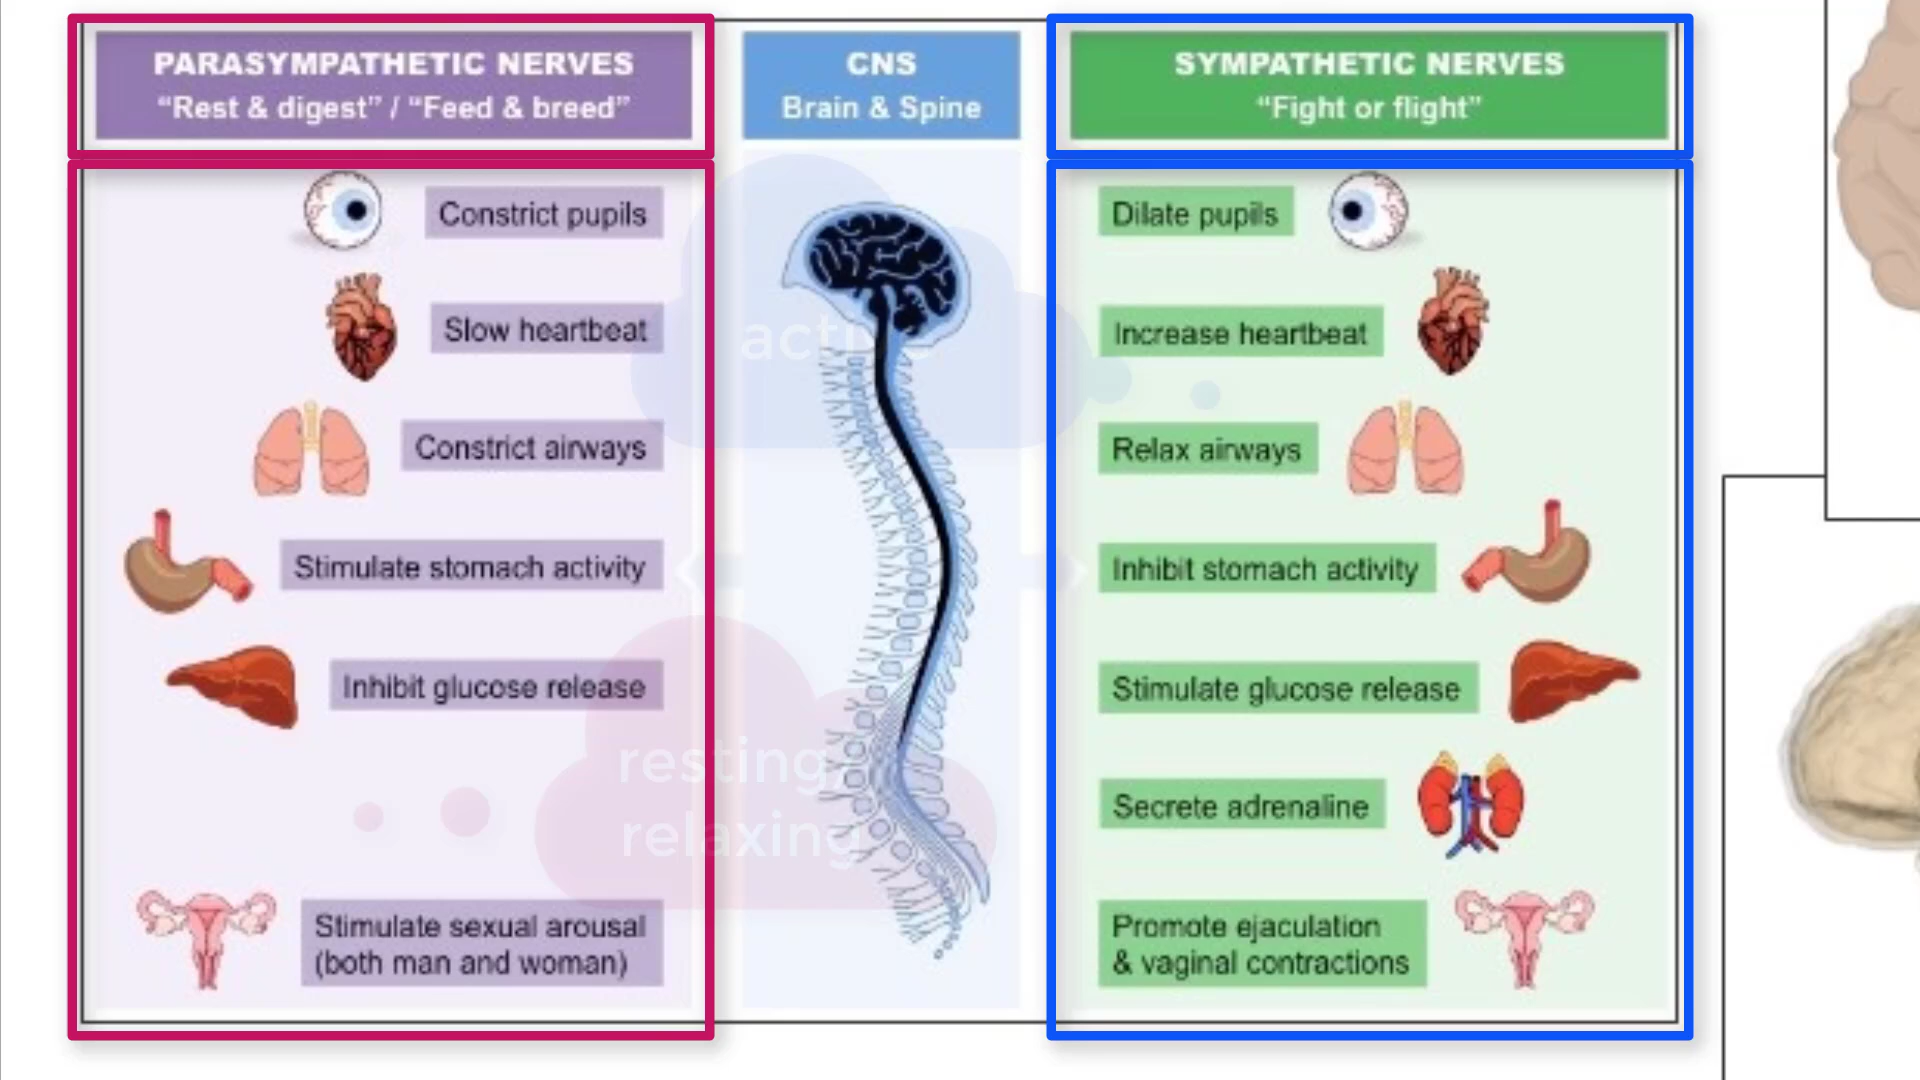 PARASYMPATHETIC NERVES
“Rest & digest” / “Feed & breed”
Constrict pupils
Slow heartbeat
Constrict airways
Stimulate stomach activity
Inhibit glucose release
Stimulate sexual arousal
(both man and woman)
CNS
Brain & Spine
resting,
relaxing
SYMPATHETIC NERVES
“Fight or flight”
Dilate pupils
Increase heartbeat
Relax airways
Inhibit stomach activity
Stimulate glucose release
Secrete adrenaline
Promote ejaculation
& vaginal contractions